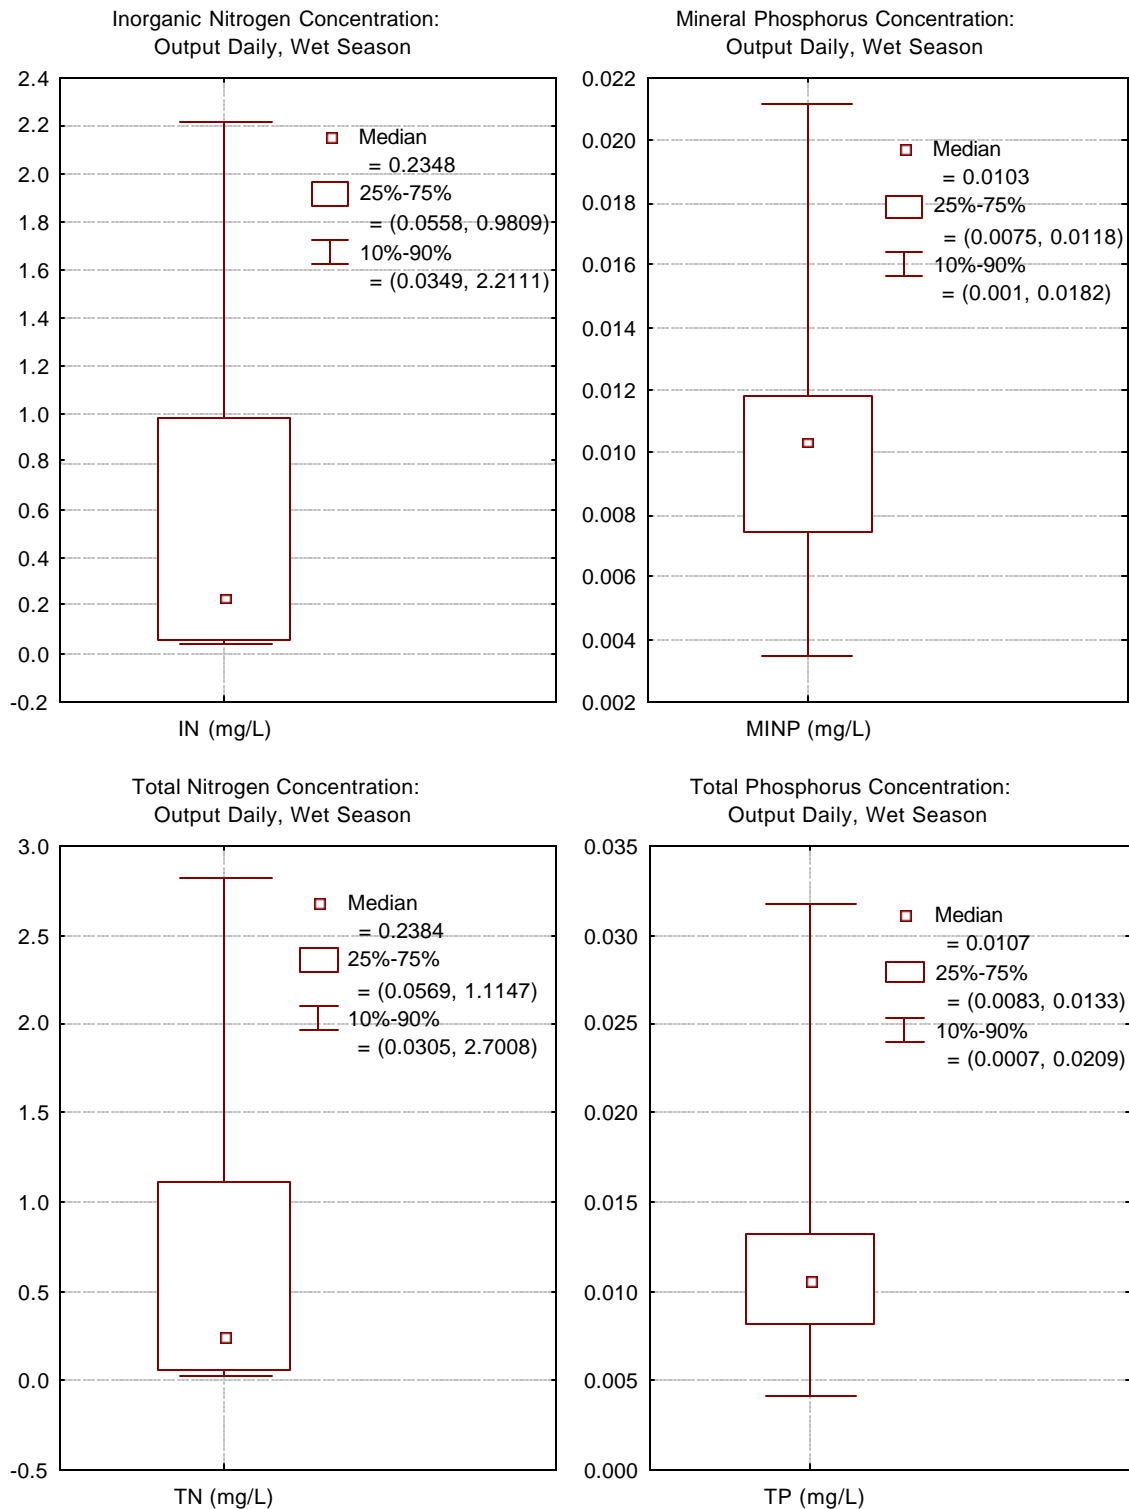 Inorganic Nitrogen Concentration:
Output Daily, Wet Season
2.4
2.2
2.0
1.8
1.6
1.4
1.2
1.0
0.8
0.6
0.4
0.2
0.0
-0.2
Median
= 0.2348
25%-75%
= (0.0558, 0.9809)
10%-90%
= (0.0349, 2.2111)
IN (mg/L)
Mineral Phosphorus Concentration:
Output Daily, Wet Season
0.022
0.020
0.018
0.016
0.014
0.012
0.010
0.008
0.006
0.004
0.002
Median
= 0.0103
25%-75%
= (0.0075, 0.0118)
10%-90%
= (0.001, 0.0182)
MINP (mg/L)
Total Nitrogen Concentration:
Output Daily, Wet Season
3.0
2.5
2.0
1.5
1.0
0.5
0.0
-0.5
Median
= 0.2384
25%-75%
= (0.0569, 1.1147)
10%-90%
= (0.0305, 2.7008)
TN (mg/L)
Total Phosphorus Concentration:
Output Daily, Wet Season
0.035
0.030
0.025
0.020
0.015
0.010
0.005
0.000
Median
= 0.0107
25%-75%
= (0.0083, 0.0133)
10%-90%
= (0.0007, 0.0209)
TP (mg/L)